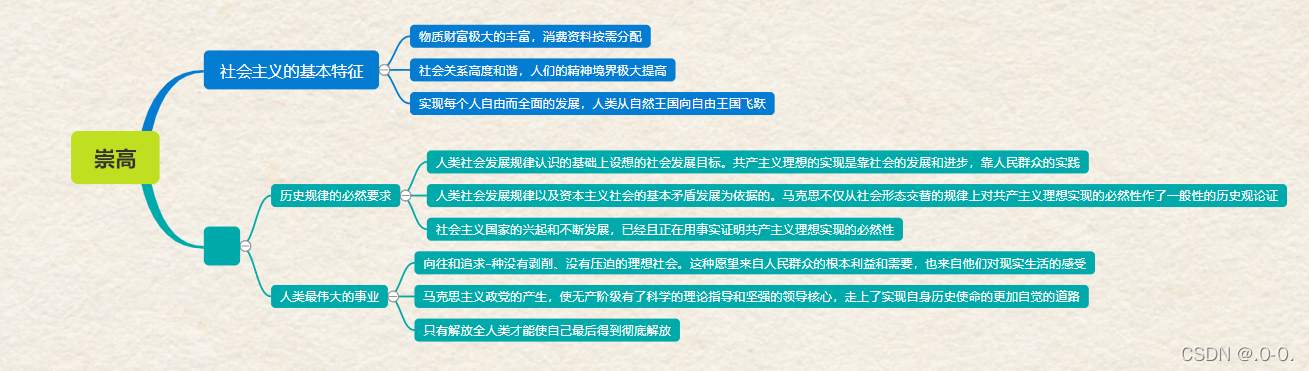 崇高
社会主义的基本特征
物质财富极大的丰富，消费资料按需分配
社会关系高度和谐，人们的精神境界极大提高
实现每个人自由而全面的发展，人类从自然王国向自由王国飞跃
历史规律的必然要求
人类社会发展规律认识的基础上设想的社会发展目标。共产主义理想的实现是靠社会的发展和进步，靠人民群众的实践
人类社会发展规律以及资本主义社会的基本矛盾发展为依据的。马克思不仅从社会形态交替的规律上对共产主义理想实现的必然性作了一般性的历史观论证
社会主义国家的兴起和不断发展，已经且正在用事实证明共产主义理想实现的必然性
人类最伟大的事业
向往和追求-种没有剥削、没有压迫的理想社会。这种愿望来自人民群众的根本利益和需要，也来自他们对现实生活的感受
马克思主义政党的产生，使无产阶级有了科学的理论指导和坚强的领导核心，走上了实现自身历史使命的更加自觉的道路
只有解放全人类才能使自己最后得到彻底解放
CSDN @.O-O.